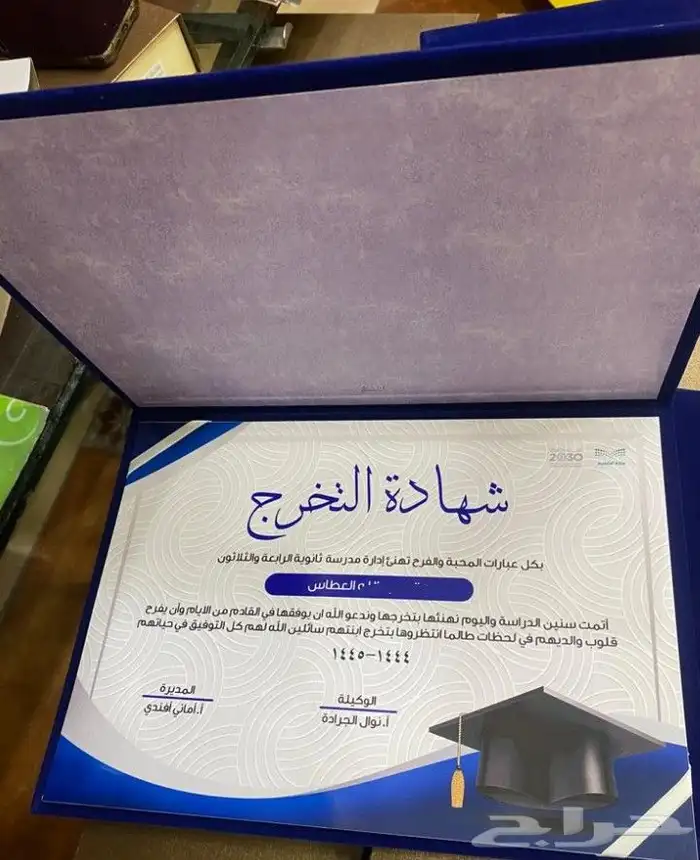 2030
شهادة التخرج
بكل عبارات المحبة والفرح تهنئ إدارة مدرسة ثانوية الرابعة والثلاثون
العطاس
أتمت سنين الدراسة واليوم نهنئها بتخرجها وندعو الله ان يوفقها في القادم من الايام وأن يفرح
قلوب والديهم في لحظات طالما انتظروها بتخرج ابنتهم سائلين الله لهم كل التوفيق في حياتهم
١٤٤٤-١٤٤٥
الوكيلة
أ.نوال الجرادة
المديرة
أ.أماني أفندي
حراج